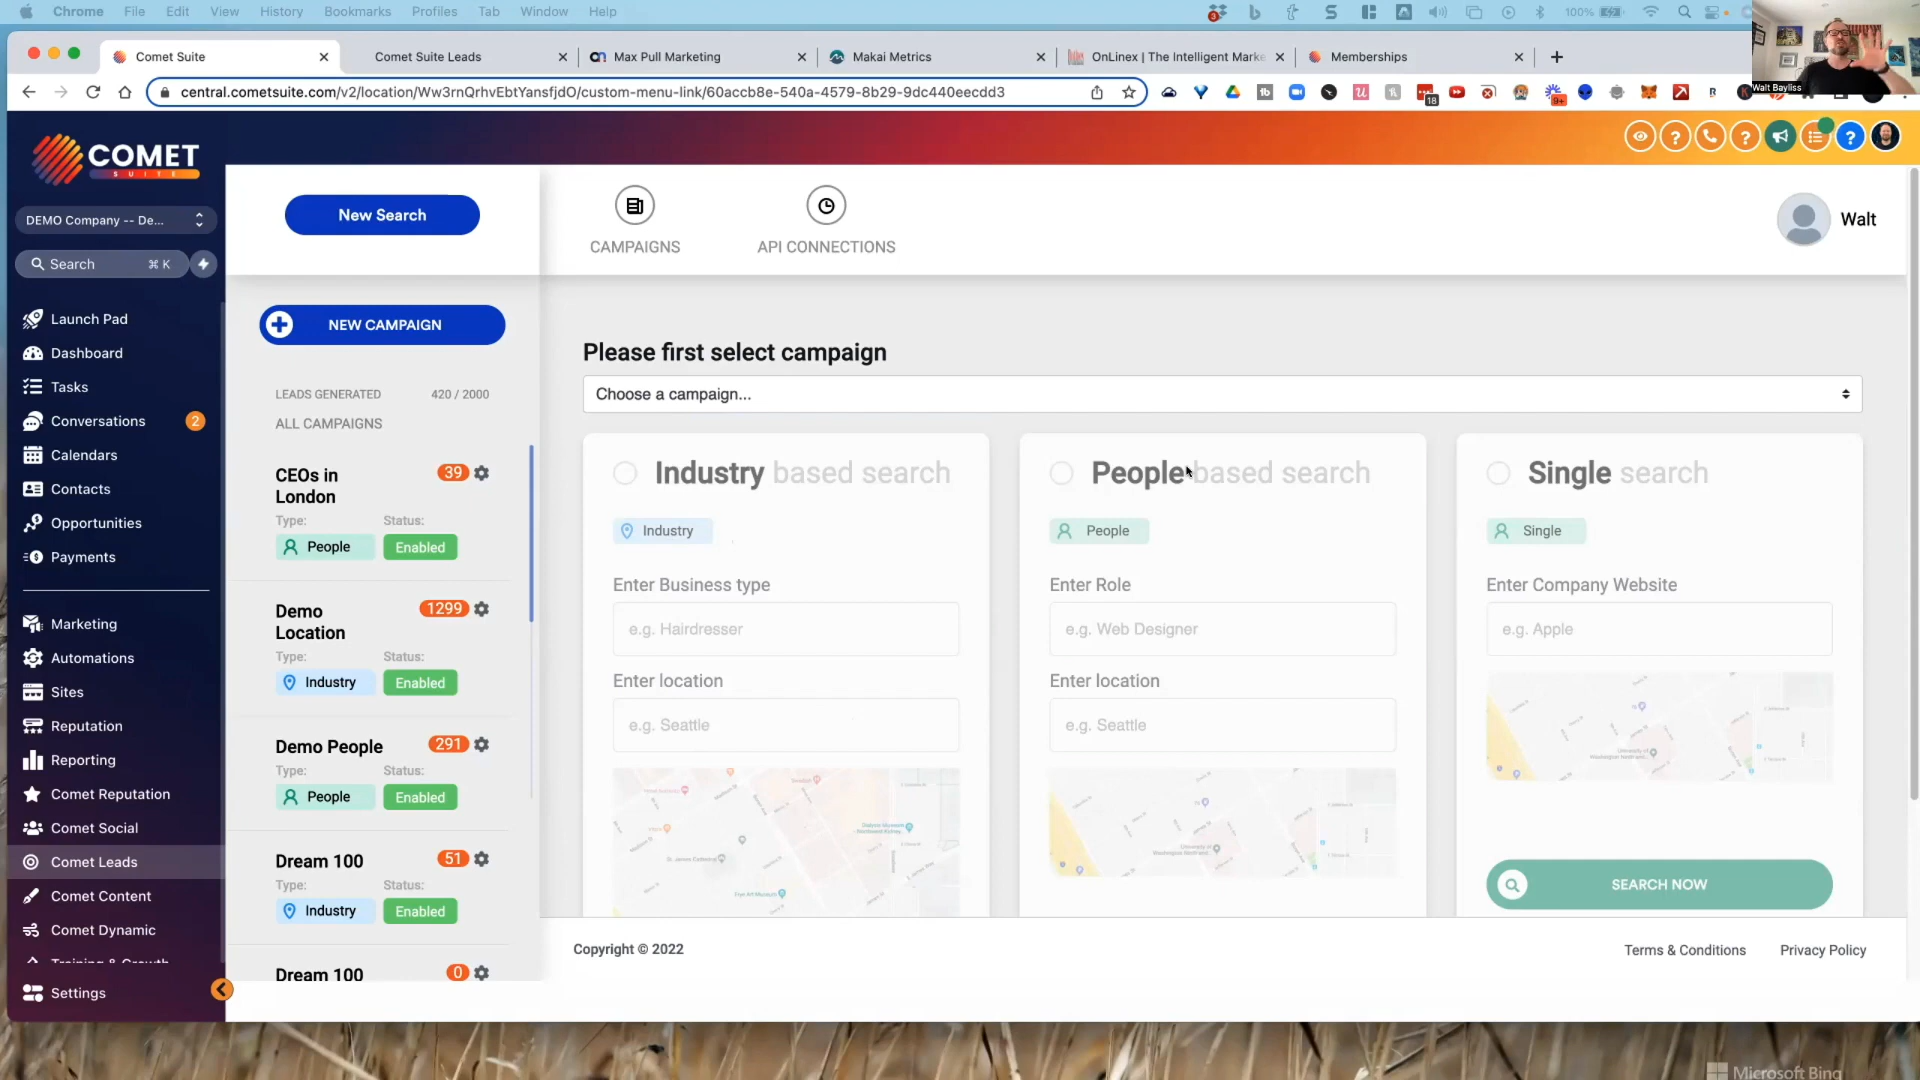 Chrome File Edit View History Bookmarks Profiles Tab Window Help
3
100%
Comet Suite
Comet Suite Leads
Max Pull Marketing
Makai Metrics
OnLinex | The Intelligent Marke
Memberships
central.cometsuite.com/v2/location/Ww3rnQrhvEbtYansfjdO/custom-menu-link/60accb8e-540a-4579-8b29-9dc440eecdd3
18
9+
Walt Bayliss
COMET
SUITE
DEMO Company -- De...
Search ⌘ K
Launch Pad
Dashboard
Tasks
Conversations 2
Calendars
Contacts
Opportunities
Payments
Marketing
Automations
Sites
Reputation
Reporting
Comet Reputation
Comet Social
Comet Leads
Comet Content
Comet Dynamic
Training & Growth
Settings
New Search
CAMPAIGNS
API CONNECTIONS
Walt
NEW CAMPAIGN
LEADS GENERATED 420 / 2000
ALL CAMPAIGNS
CEOs in London 39
Type: Status:
People Enabled
Demo Location 1299
Type: Status:
Industry Enabled
Demo People 291
Type: Status:
People Enabled
Dream 100 51
Type: Status:
Industry Enabled
Dream 100 0
Please first select campaign
Choose a campaign...
Industry based search
Industry
Enter Business type
e.g. Hairdresser
Enter location
e.g. Seattle
People based search
People
Enter Role
e.g. Web Designer
Enter location
e.g. Seattle
Single search
Single
Enter Company Website
e.g. Apple
SEARCH NOW
Copyright © 2022
Terms & Conditions
Privacy Policy
Microsoft Bing